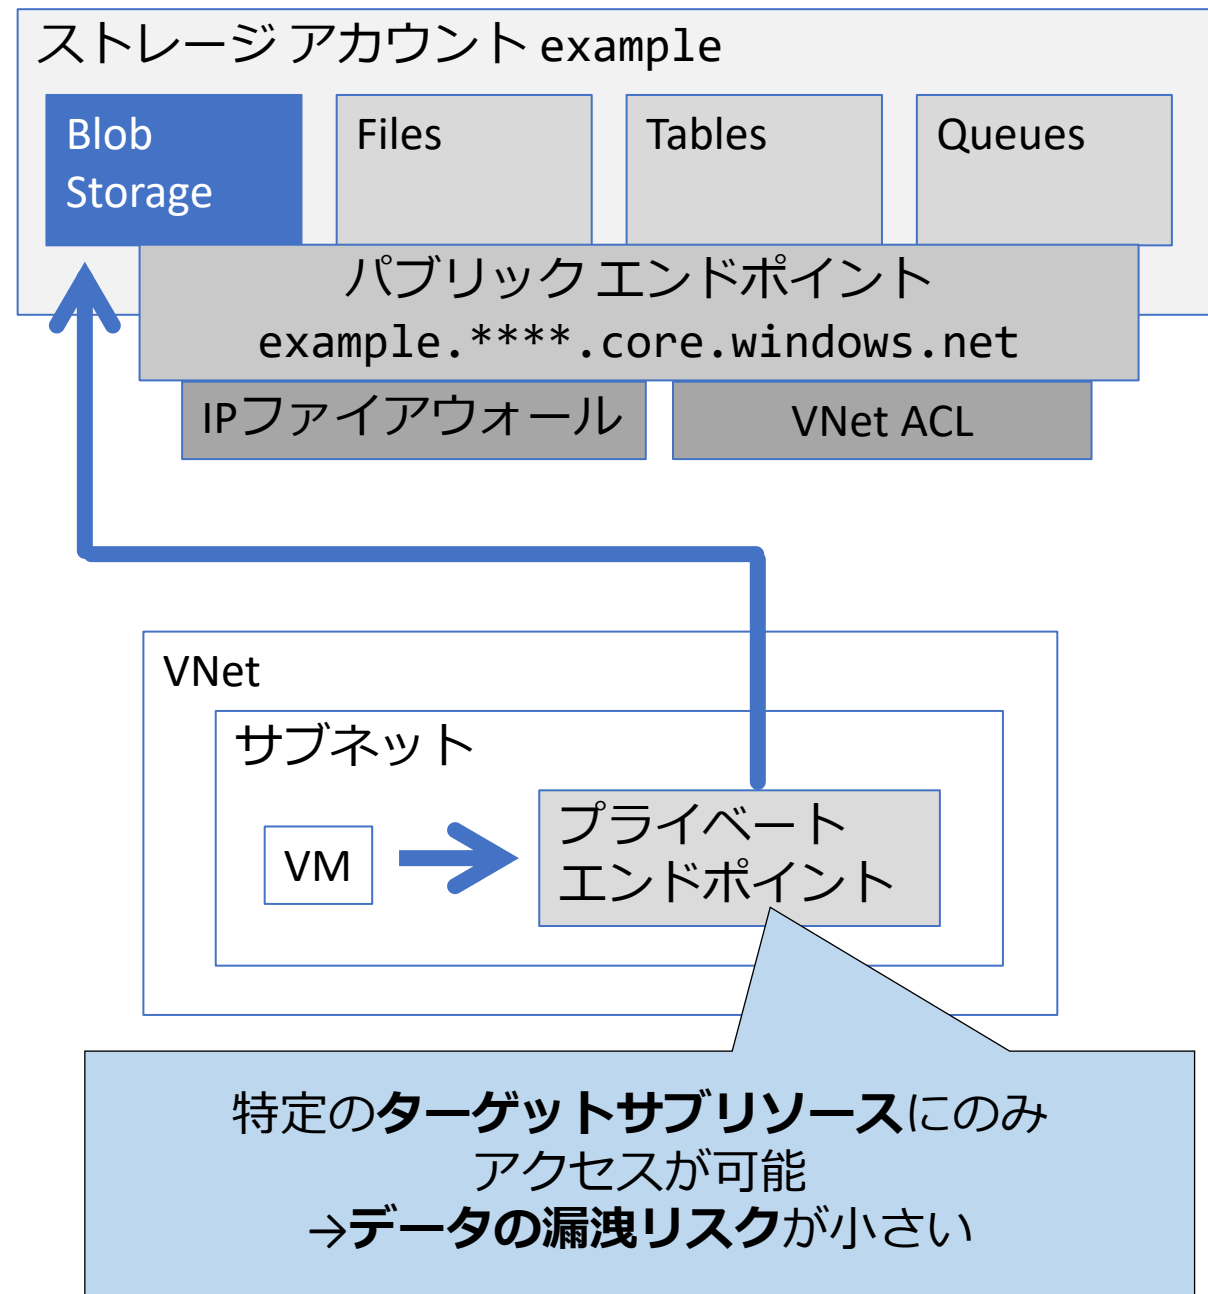 ストレージ アカウント example
Blob
Storage
Files
Tables
Queues
パブリック エンドポイント
example.****.core.windows.net
IPファイアウォール
VNet ACL
VNet
サブネット
VM
プライベート
エンドポイント
特定のターゲットサブリソースにのみ
アクセスが可能
→データの漏洩リスクが小さい